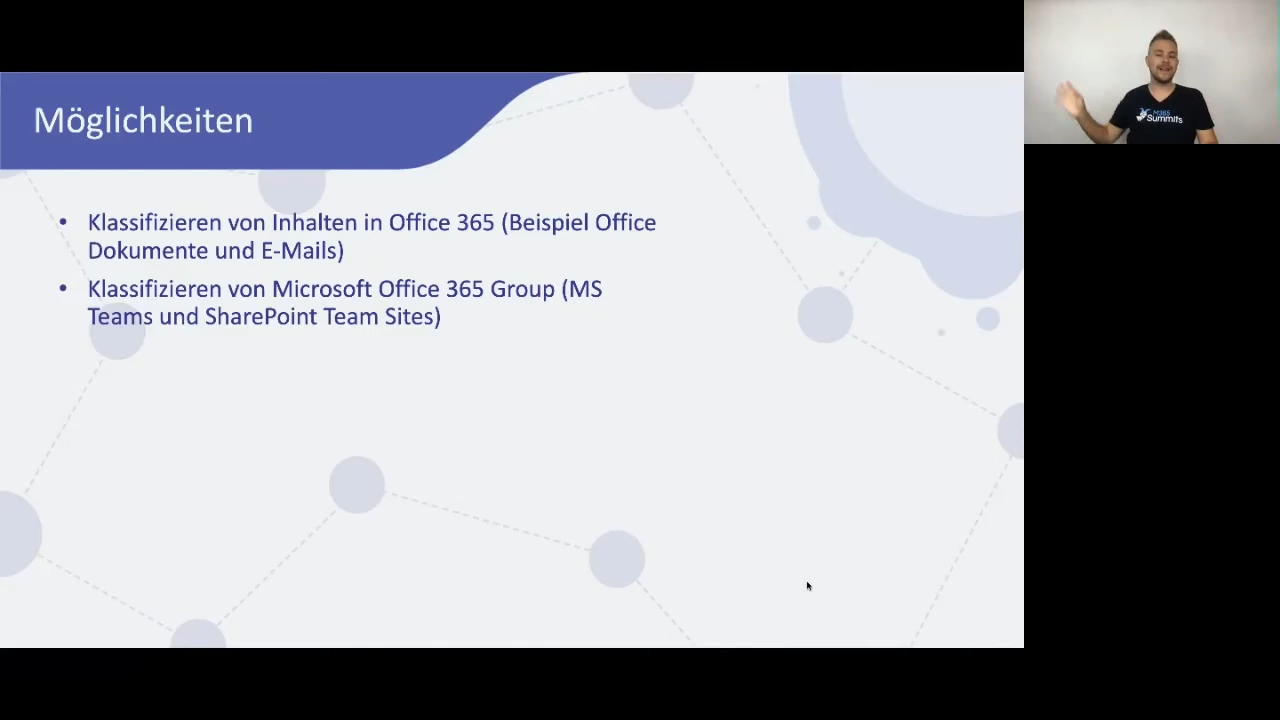 Möglichkeiten
• Klassifizieren von Inhalten in Office 365 (Beispiel Office
Dokumente und E-Mails)
• Klassifizieren von Microsoft Office 365 Group (MS
Teams und SharePoint Team Sites)
M365
Summits